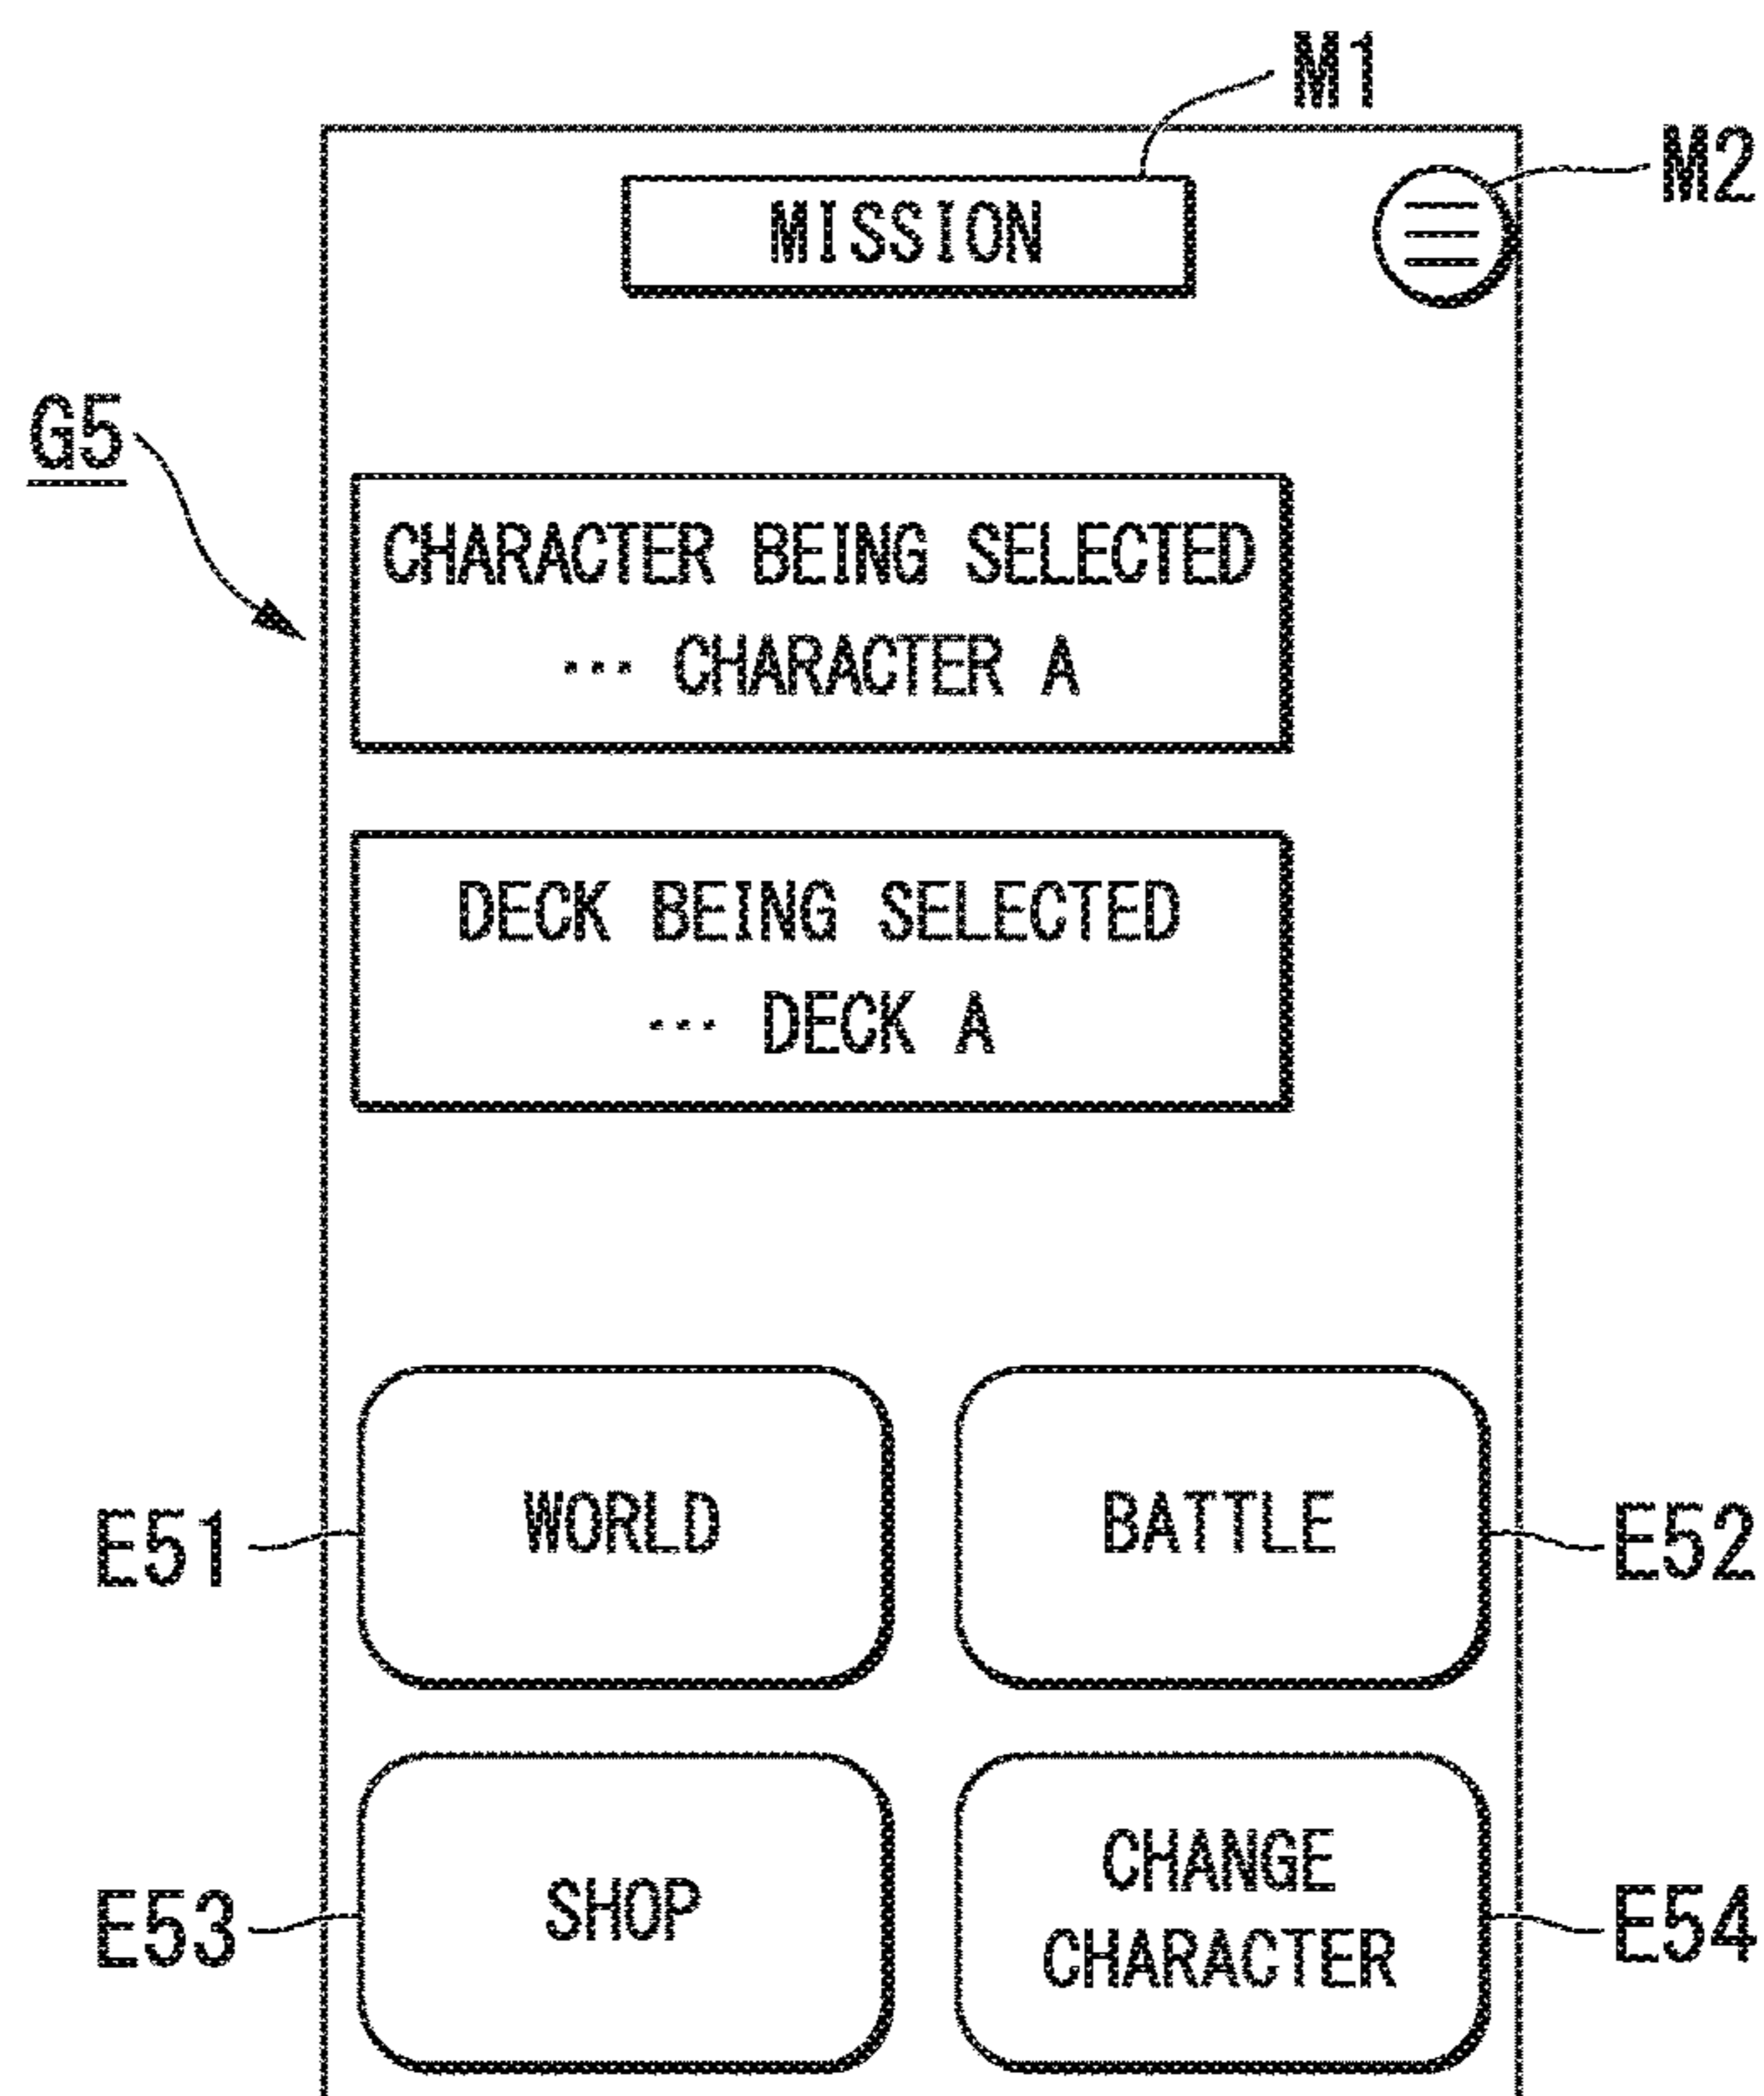 M1
MISSION
M2
G5
CHARACTER BEING SELECTED
... CHARACTER A
DECK BEING SELECTED
... DECK A
E51
WORLD
BATTLE
E52
E53
SHOP
CHANGE
CHARACTER
E54